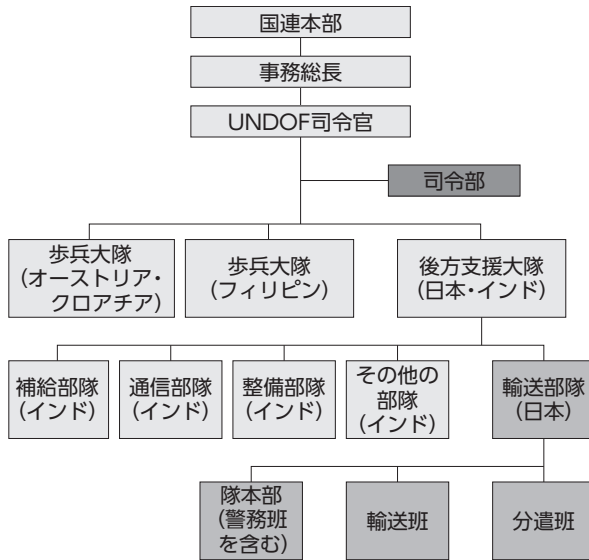 国連本部
事務総長
UNDOF司令官
司令部
歩兵大隊
(オーストリア・
クロアチア)
歩兵大隊
(フィリピン)
後方支援大隊
(日本・インド)
補給部隊
(インド)
通信部隊
(インド)
整備部隊
(インド)
その他の
部隊
(インド)
輸送部隊
(日本)
隊本部
(警務班
を含む)
輸送班
分遣班